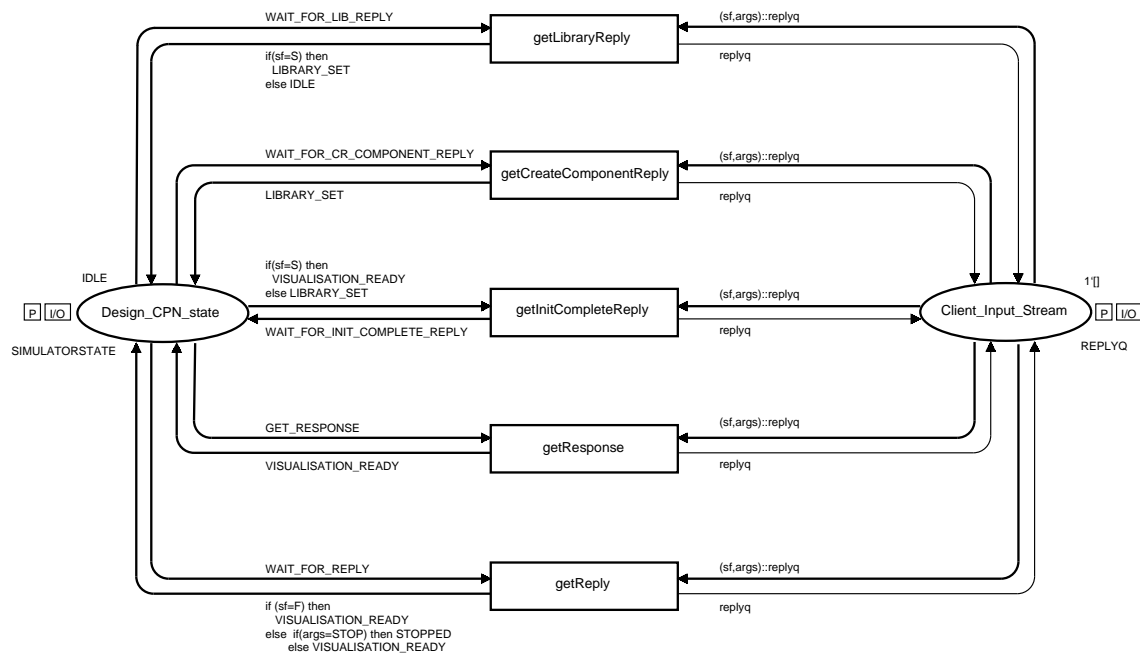 WAIT_FOR_LIB_REPLY
(sf,args)::replyq
getLibraryReply
if(sf=S) then
LIBRARY_SET
else IDLE
replyq
WAIT_FOR_CR_COMPONENT_REPLY
(sf,args)::replyq
getCreateComponentReply
LIBRARY_SET
replyq
if(sf=S) then
VISUALISATION_READY
else LIBRARY_SET
(sf,args)::replyq
getInitCompleteReply
WAIT_FOR_INIT_COMPLETE_REPLY
replyq
IDLE
P I/O
Design_CPN_state
SIMULATORSTATE
1`[]
Client_Input_Stream
P I/O
REPLYQ
GET_RESPONSE
(sf,args)::replyq
getResponse
VISUALISATION_READY
replyq
WAIT_FOR_REPLY
(sf,args)::replyq
getReply
if (sf=F) then
VISUALISATION_READY
else if(args=STOP) then STOPPED
else VISUALISATION_READY
replyq